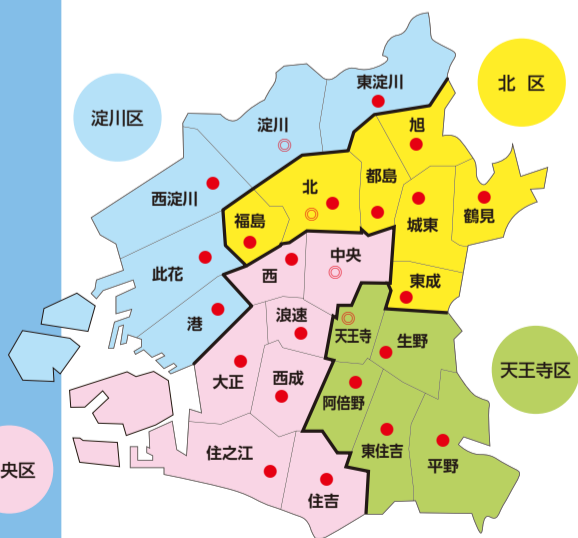 淀川区
北 区
東淀川
淀川
旭
都島
西淀川
北
城東
鶴見
福島
中央
西
此花
東成
港
浪速
天王寺
生野
天王寺区
大正
西成
阿倍野
住之江
東住吉
平野
央区
住吉